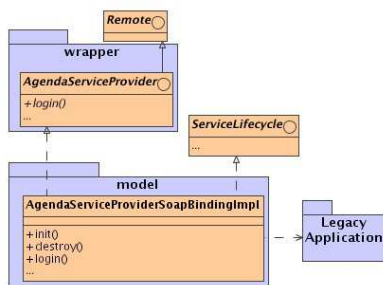 Remote
wrapper
AgendaServiceProvider
+login()
...
ServiceLifecycle
...
model
AgendaServiceProviderSoapBindingImpl
+init()
+destroy()
+login()
...
Legacy
Application